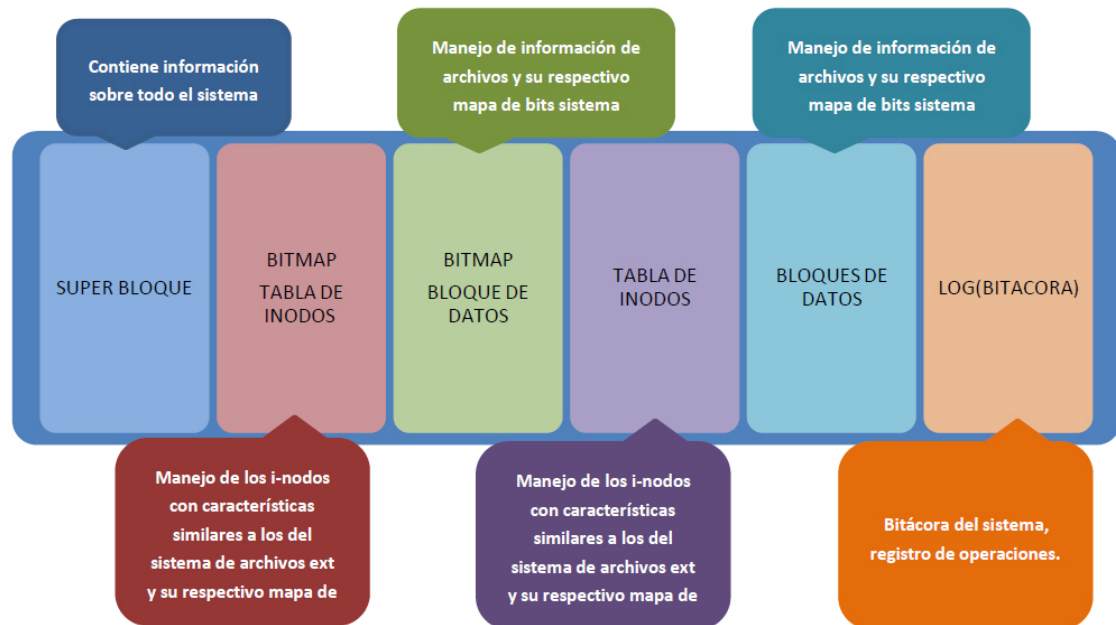 Contiene información
sobre todo el sistema
Manejo de información de
archivos y su respectivo
mapa de bits sistema
Manejo de información de
archivos y su respectivo
mapa de bits sistema
SUPER BLOQUE
BITMAP
TABLA DE
INODOS
BITMAP
BLOQUE DE
DATOS
TABLA DE
INODOS
BLOQUES DE
DATOS
LOG(BITACORA)
Manejo de los i-nodos
con características
similares a los del
sistema de archivos ext
y su respectivo mapa de
Manejo de los i-nodos
con características
similares a los del
sistema de archivos ext
y su respectivo mapa de
Bitácora del sistema,
registro de operaciones.